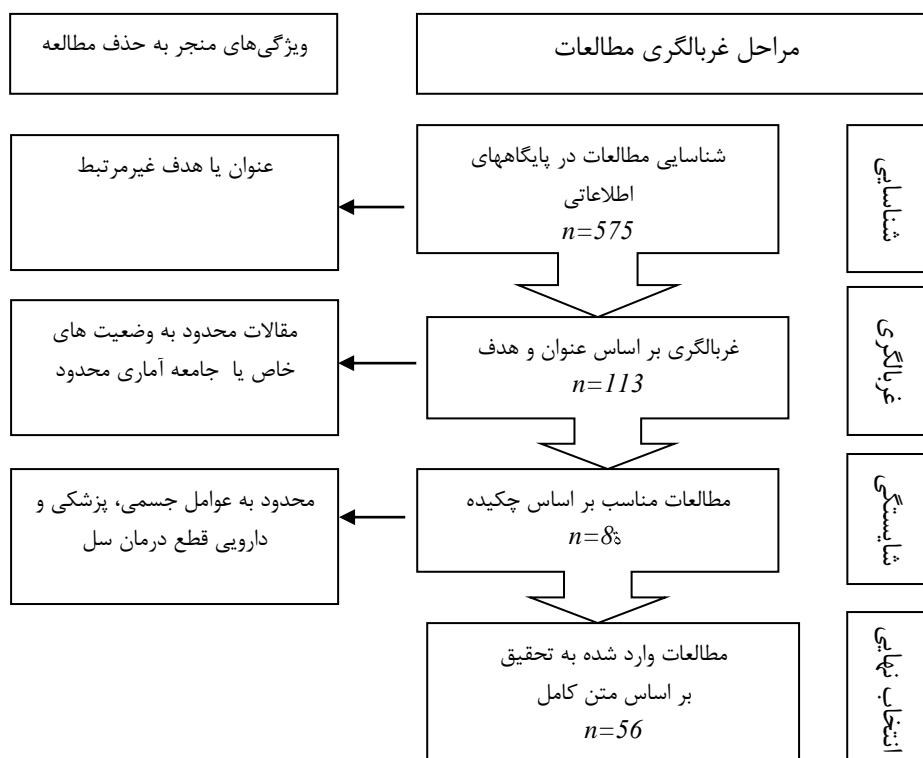 مراحل غربالگری مطالعات
ویژگی‌های منجر به حذف مطالعه
شناسایی
شناسایی مطالعات در پایگاههای
اطلاعاتی
n=575
عنوان یا هدف غیرمرتبط
غربالگری
غربالگری بر اساس عنوان و هدف
n=113
مقالات محدود به وضعیت های
خاص یا جامعه آماری محدود
شایستگی
مطالعات مناسب بر اساس چکیده
محدود به عوامل جسمی، پزشکی و
دارویی قطع درمان سل
انتخاب نهایی
مطالعات وارد شده به تحقیق
بر اساس متن کامل
n=56